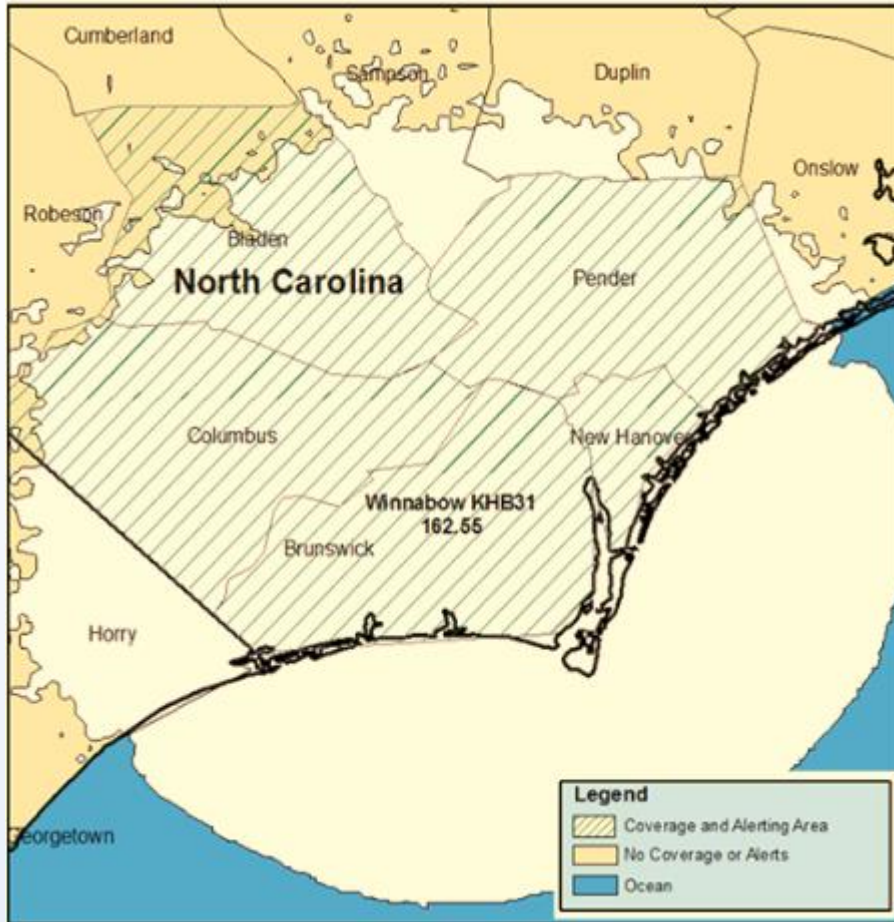 Cumberland
Sampson
Duplin
Onslow
Robeson
Bladen
North Carolina
Pender
Columbus
New Hanover
Winnabow KHB31
162.55
Brunswick
Horry
Georgetown
Legend
Coverage and Alerting Area
No Coverage or Alerts
Ocean